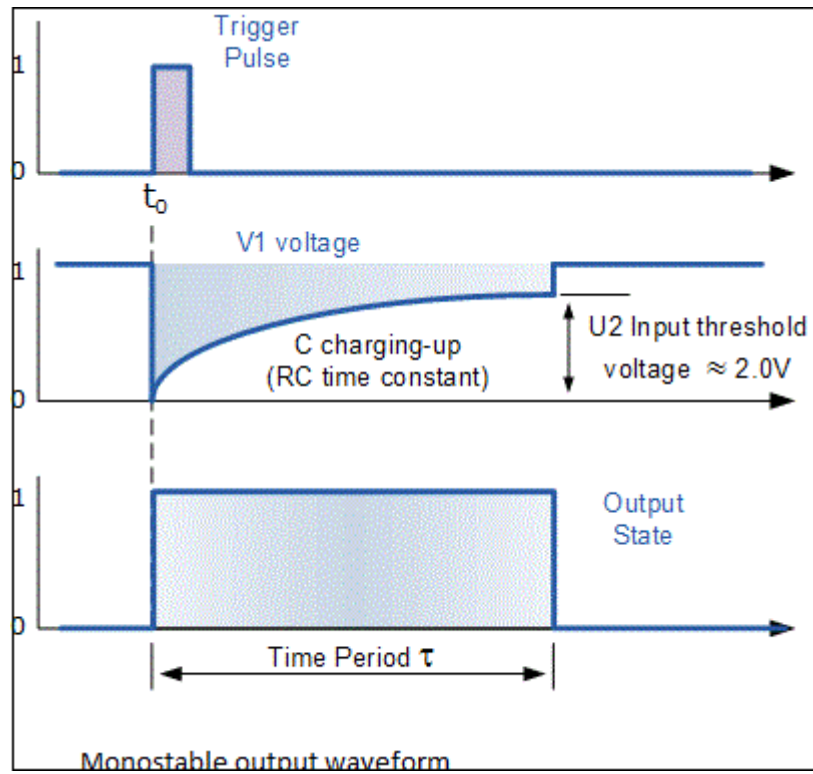 Trigger
Pulse
1
0
t0
V1 voltage
1
C charging-up
(RC time constant)
U2 Input threshold
voltage ≈ 2.0V
0
1
Output
State
0
Time Period τ
Monostable output waveform